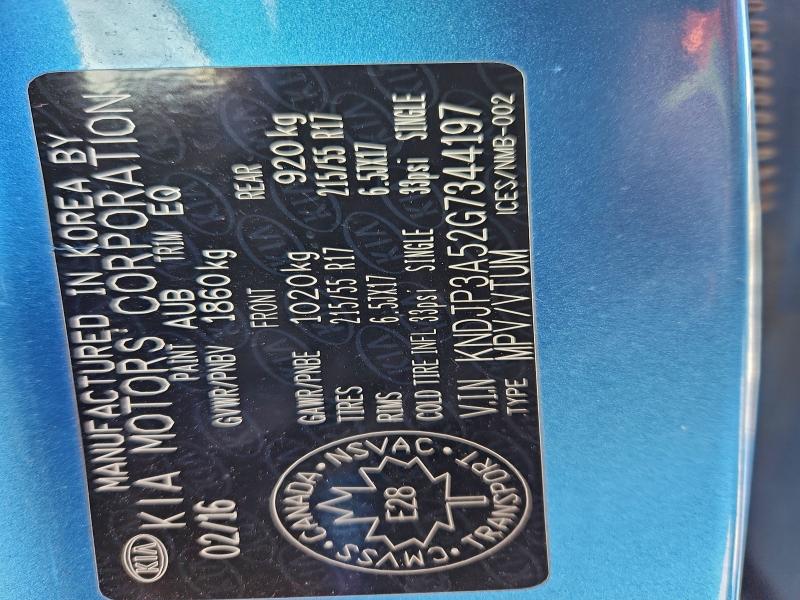 MANUFACTURED IN KOREA BY
KIA KIA MOTORS CORPORATION
02/16 PAINT AUB TRIM EQ
GVWR/PNBV 1860kg
FRONT REAR
GAWR/PNBE 1020kg 920kg
TIRES 215/55 R17 215/55 R17
RIMS 6.5JX17 6.5JX17
COLD TIRE INFL 33psi SINGLE 33psi SINGLE
V.I.N KNDJP3A52G7344197
TYPE MPV/VTUM ICES/NMB-002
CANADA · NSVAC · TRANSPORT · CMVSS
E28